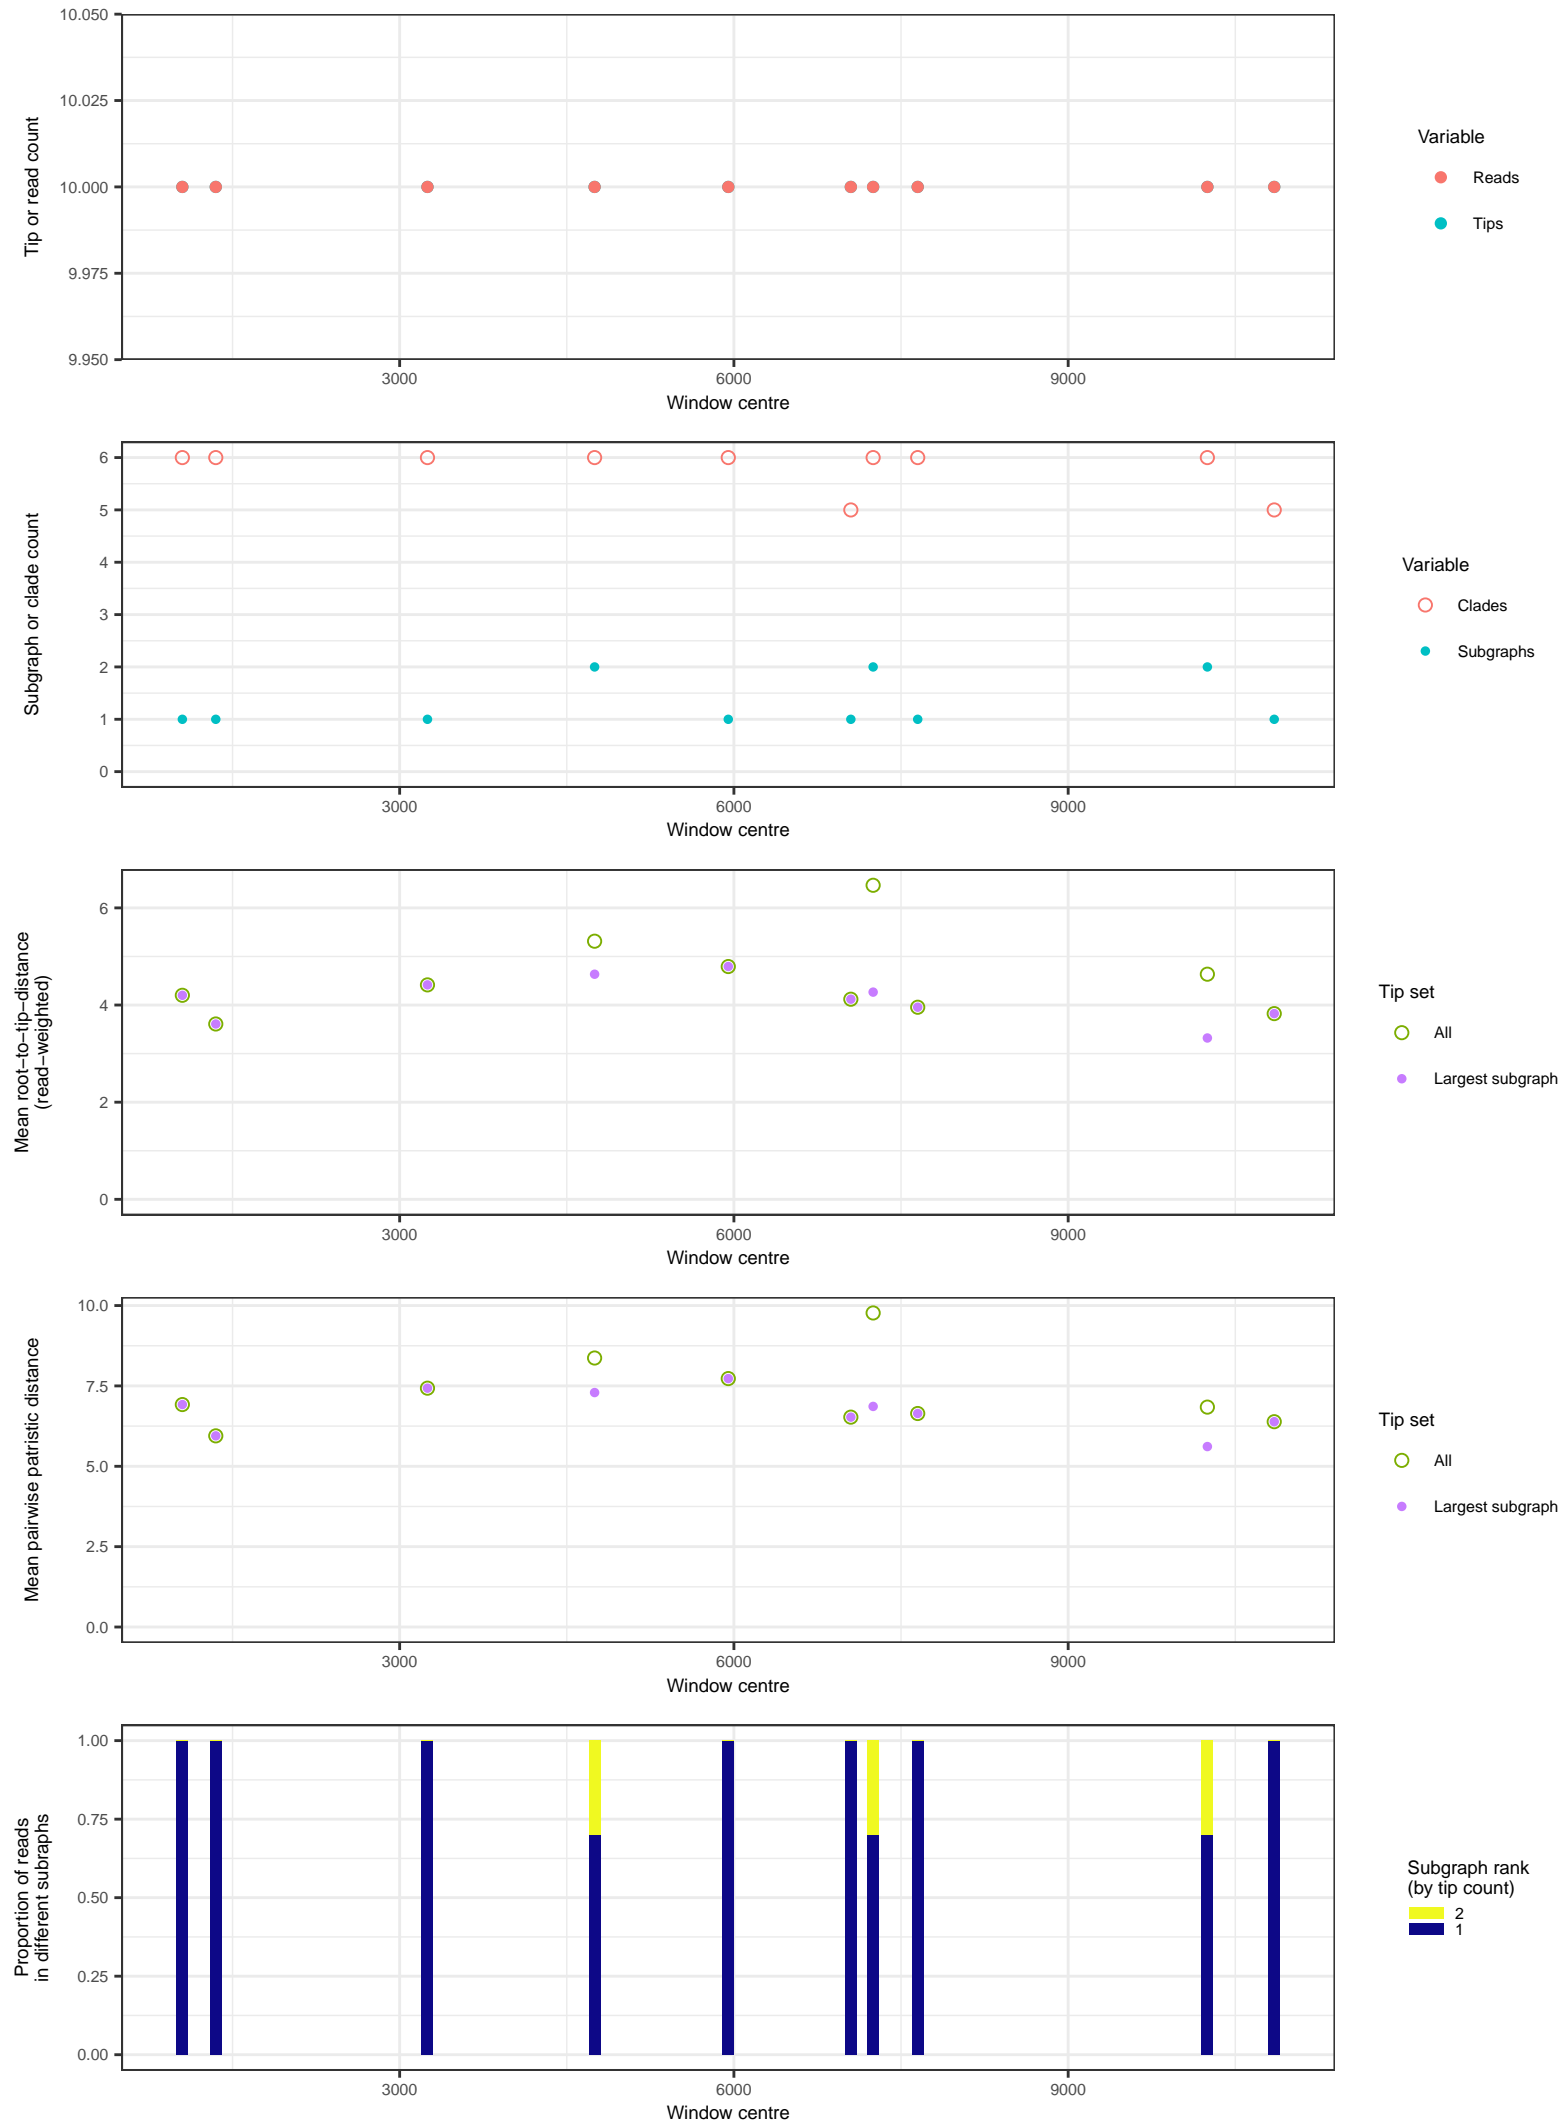 10.050
10.025
10.000
9.975
9.950
Tip or read count
3000 6000 9000
Window centre
Variable
Reads
Tips
6
5
4
3
2
1
0
Subgraph or clade count
3000 6000 9000
Window centre
Variable
Clades
Subgraphs
6
4
2
0
Mean root−to−tip−distance
(read−weighted)
3000 6000 9000
Window centre
Tip set
All
Largest subgraph
10.0
7.5
5.0
2.5
0.0
Mean pairwise patristic distance
3000 6000 9000
Window centre
Tip set
All
Largest subgraph
1.00
0.75
0.50
0.25
0.00
Proportion of reads
in different subraphs
3000 6000 9000
Window centre
Subgraph rank
(by tip count)
2
1